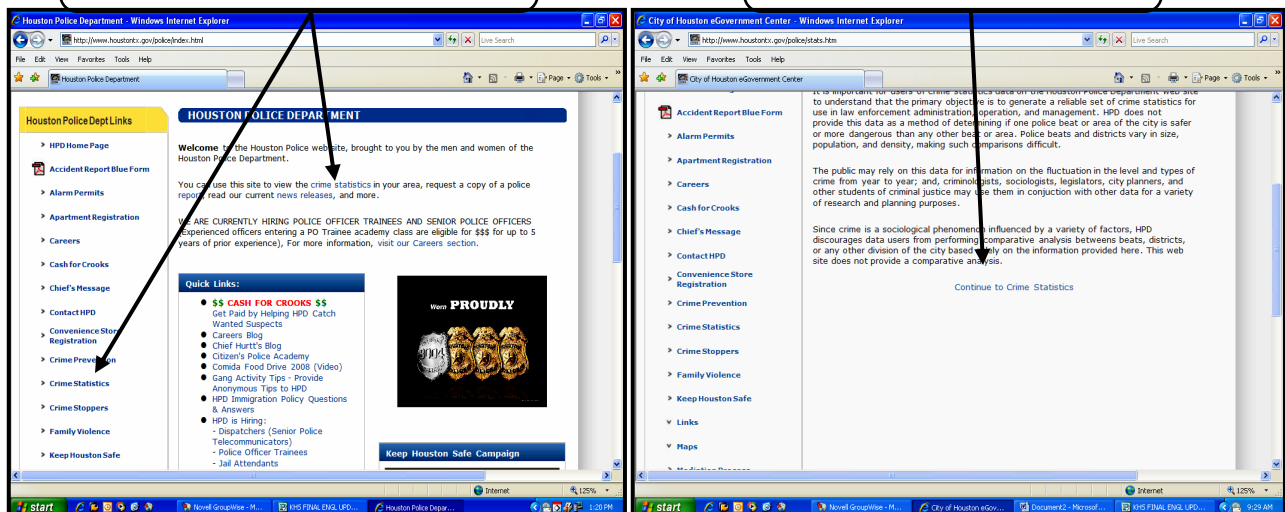 Houston Police Department - Windows Internet Explorer
http://www.houstontx.gov/police/index.html
Live Search
File Edit View Favorites Tools Help
Houston Police Department
Page Tools
Houston Police Dept Links
HPD Home Page
Accident Report Blue Form
Alarm Permits
Apartment Registration
Careers
Cash for Crooks
Chief's Message
Contact HPD
Convenience Store
Registration
Crime Prevention
Crime Statistics
Crime Stoppers
Family Violence
Keep Houston Safe
HOUSTON POLICE DEPARTMENT
Welcome to the Houston Police web site, brought to you by the men and women of the
Houston Police Department.
You can use this site to view the crime statistics in your area, request a copy of a police
report, read our current news releases, and more.
WE ARE CURRENTLY HIRING POLICE OFFICER TRAINEES AND SENIOR POLICE OFFICERS
(Experienced officers entering a PO Trainee academy class are eligible for $$$ for up to 5
years of prior experience), For more information, visit our Careers section.
Quick Links:
$$ CASH FOR CROOKS $$
Get Paid by Helping HPD Catch
Wanted Suspects
Careers Blog
Chief Hurtt's Blog
Citizen's Police Academy
Comida Food Drive 2008 (Video)
Gang Activity Tips - Provide
Anonymous Tips to HPD
HPD Immigration Policy Questions
& Answers
HPD is Hiring:
- Dispatchers (Senior Police
Telecommunicators)
- Police Officer Trainees
- Jail Attendants
Worn PROUDLY
Keep Houston Safe Campaign
Internet
125%
start
Novell GroupWise - M...
KHS FINAL ENGL UPD...
Houston Police Depar...
1:20 PM
City of Houston eGovernment Center - Windows Internet Explorer
http://www.houstontx.gov/police/stats.htm
Live Search
File Edit View Favorites Tools Help
City of Houston eGovernment Center
Page Tools
Accident Report Blue Form
Alarm Permits
Apartment Registration
Careers
Cash for Crooks
Chief's Message
Contact HPD
Convenience Store
Registration
Crime Prevention
Crime Statistics
Crime Stoppers
Family Violence
Keep Houston Safe
Links
Maps
Mediation Process
It is important for users of crime statistics data on the Houston Police Department web site
to understand that the primary objective is to generate a reliable set of crime statistics for
use in law enforcement administration, operation, and management. HPD does not
provide this data as a method of determining if one police beat or area of the city is safer
or more dangerous than any other beat or area. Police beats and districts vary in size,
population, and density, making such comparisons difficult.
The public may rely on this data for information on the fluctuation in the level and types of
crime from year to year; and, criminologists, sociologists, legislators, city planners, and
other students of criminal justice may use them in conjunction with other data for a variety
of research and planning purposes.
Since crime is a sociological phenomenon influenced by a variety of factors, HPD
discourages data users from performing comparative analysis betweens beats, districts,
or any other division of the city based solely on the information provided here. This web
site does not provide a comparative analysis.
Continue to Crime Statistics
Internet
125%
start
Novell GroupWise - M...
City of Houston eGov...
Document2 - Microsof...
KHS FINAL ENGL UPD...
9:29 AM